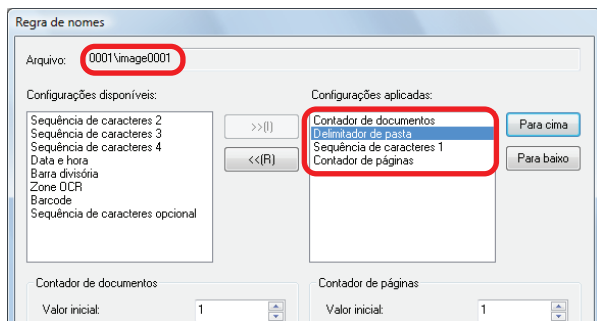 Regra de nomes
Arquivo: 0001\image0001
Configurações disponíveis:
Sequência de caracteres 2
Sequência de caracteres 3
Sequência de caracteres 4
Data e hora
Barra divisória
Zone OCR
Barcode
Sequência de caracteres opcional
>>(I)
<<(R)
Configurações aplicadas:
Contador de documentos
Delimitador de pasta
Sequência de caracteres 1
Contador de páginas
Para cima
Para baixo
Contador de documentos
Valor inicial: 1
Contador de páginas
Valor inicial: 1